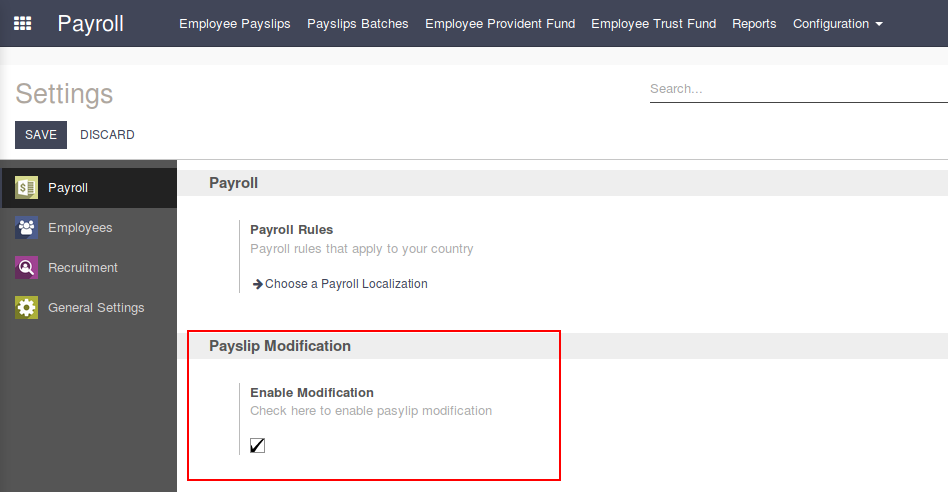 Payroll Employee Payslips Payslips Batches Employee Provident Fund Employee Trust Fund Reports Configuration
Settings
Search...
SAVE DISCARD
Payroll
Employees
Recruitment
General Settings
Payroll
Payroll Rules
Payroll rules that apply to your country
Choose a Payroll Localization
Payslip Modification
Enable Modification
Check here to enable pasylip modification